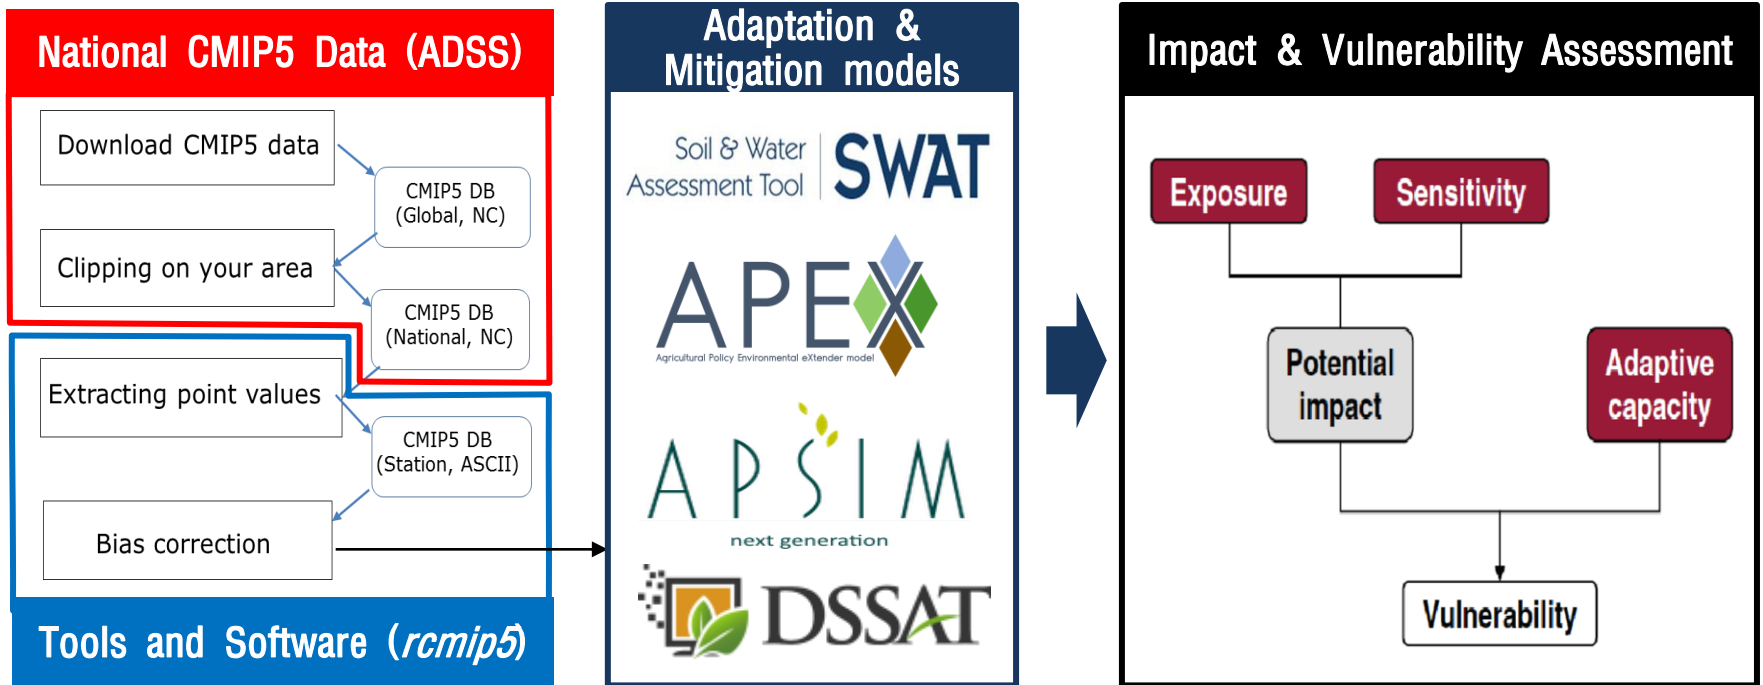 National CMIP5 Data (ADSS)
Download CMIP5 data
CMIP5 DB
(Global, NC)
Clipping on your area
CMIP5 DB
(National, NC)
Extracting point values
CMIP5 DB
(Station, ASCII)
Bias correction
Tools and Software (rcmip5)
Adaptation &
Mitigation models
Soil & Water
Assessment Tool
SWAT
APEX
Agricultural Policy Environmental eXtender model
APSIM
next generation
DSSAT
Impact & Vulnerability Assessment
Exposure
Sensitivity
Potential
impact
Adaptive
capacity
Vulnerability